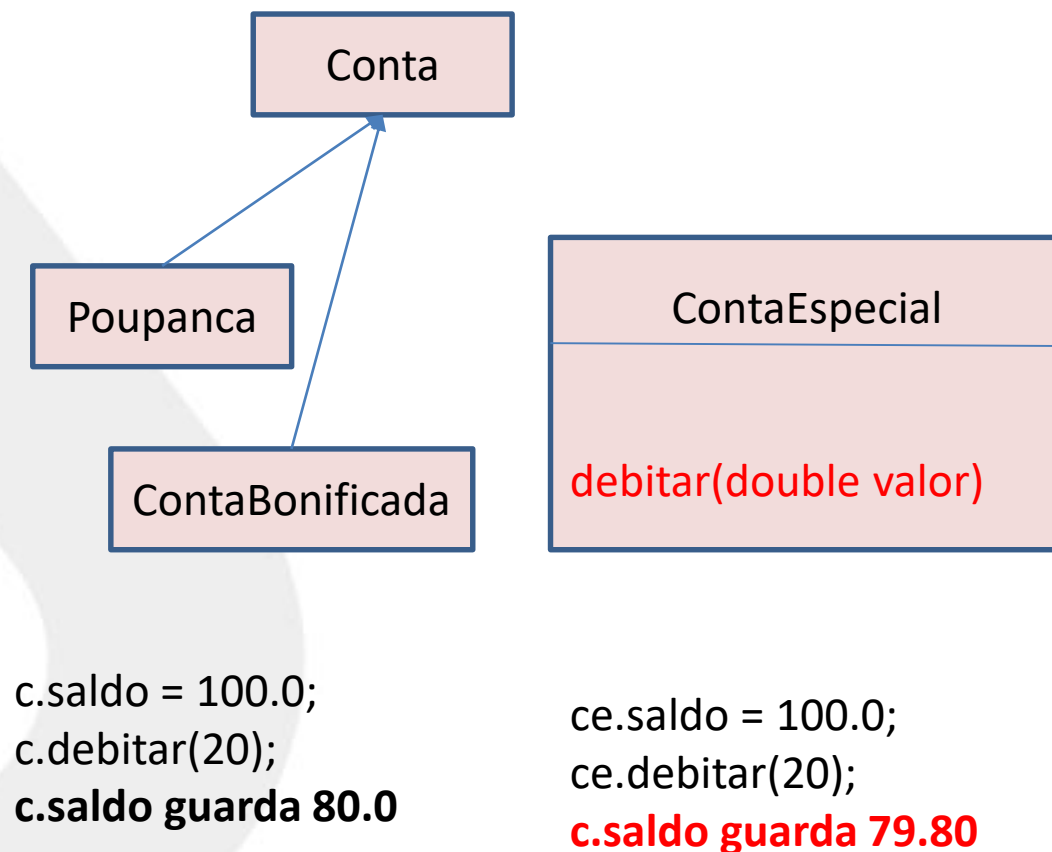 Conta
Poupanca
ContaEspecial
ContaBonificada
debitar(double valor)
c.saldo = 100.0;
c.debitar(20);
c.saldo guarda 80.0
ce.saldo = 100.0;
ce.debitar(20);
c.saldo guarda 79.80